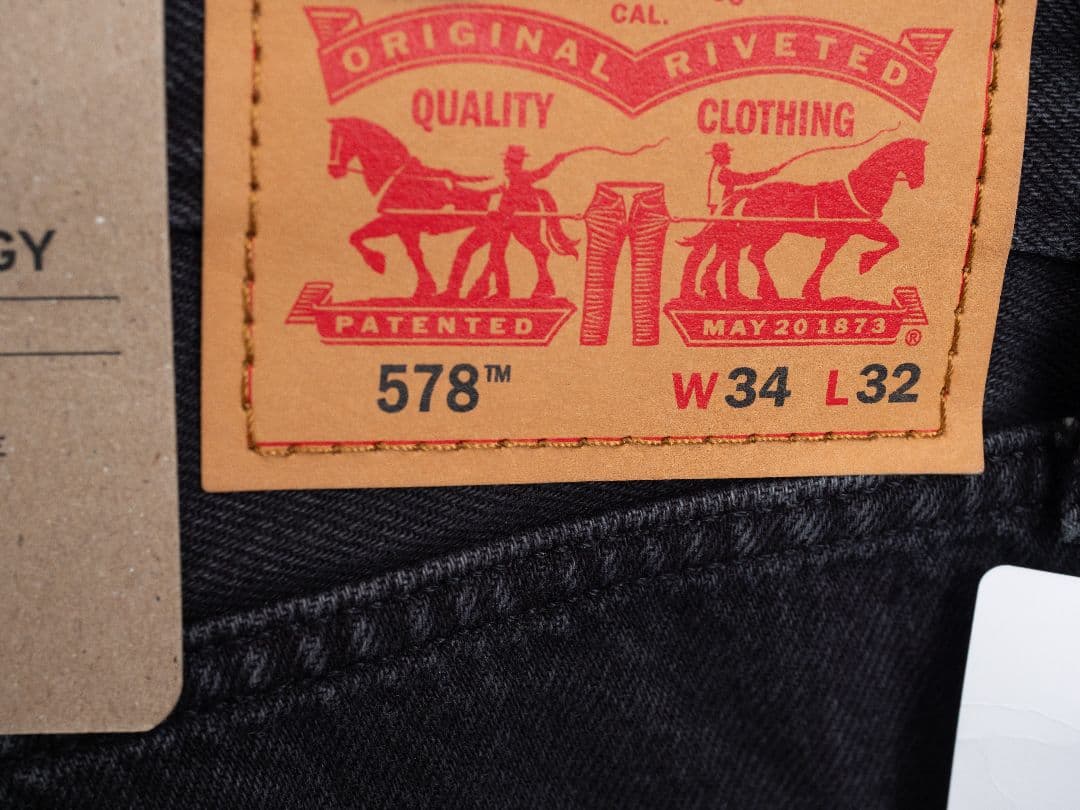 CAL.
ORIGINAL RIVETED
QUALITY CLOTHING
PATENTED MAY 20 1873 ®
578™ W34 L32
GY